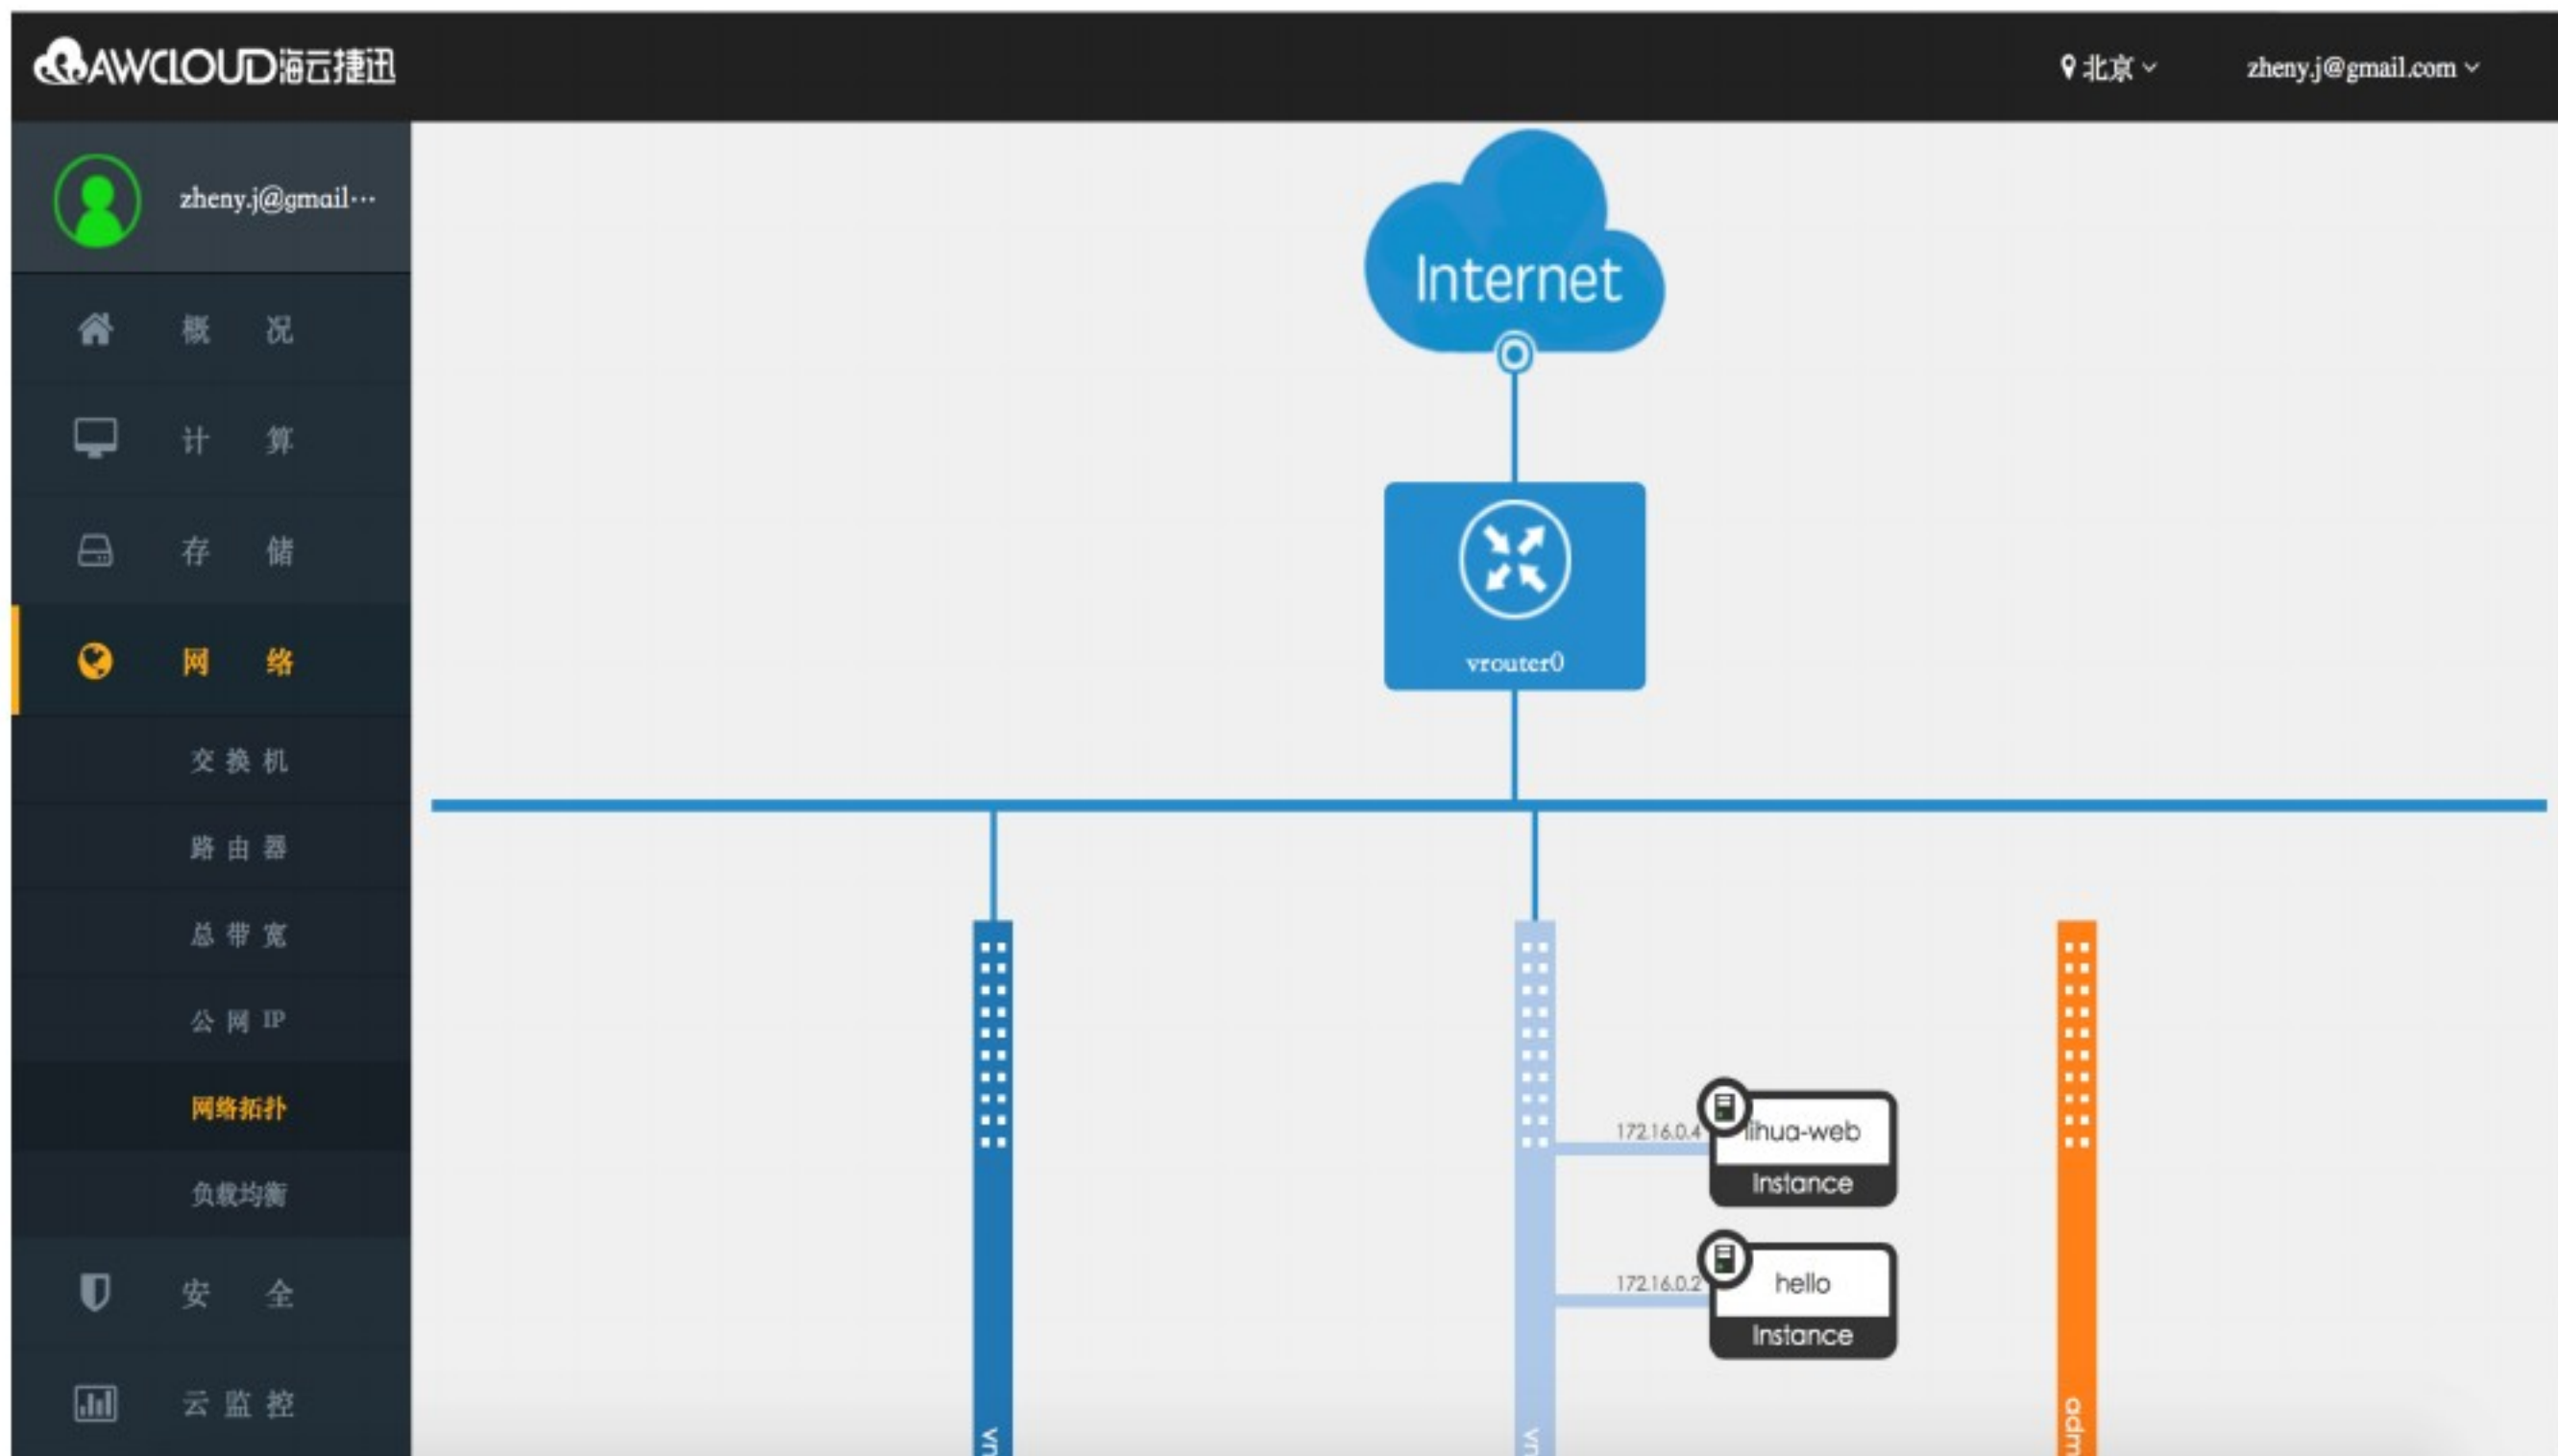 AWCLOUD海云捷迅
北京
zheny.j@gmail.com
zheny.j@gmail···
概 况
计 算
存 储
网 络
交 换 机
路 由 器
总 带 宽
公 网 IP
网络拓扑
负载均衡
安 全
云 监 控
Internet
vrouter0
172.16.0.4
lihua-web
Instance
172.16.0.2
hello
Instance